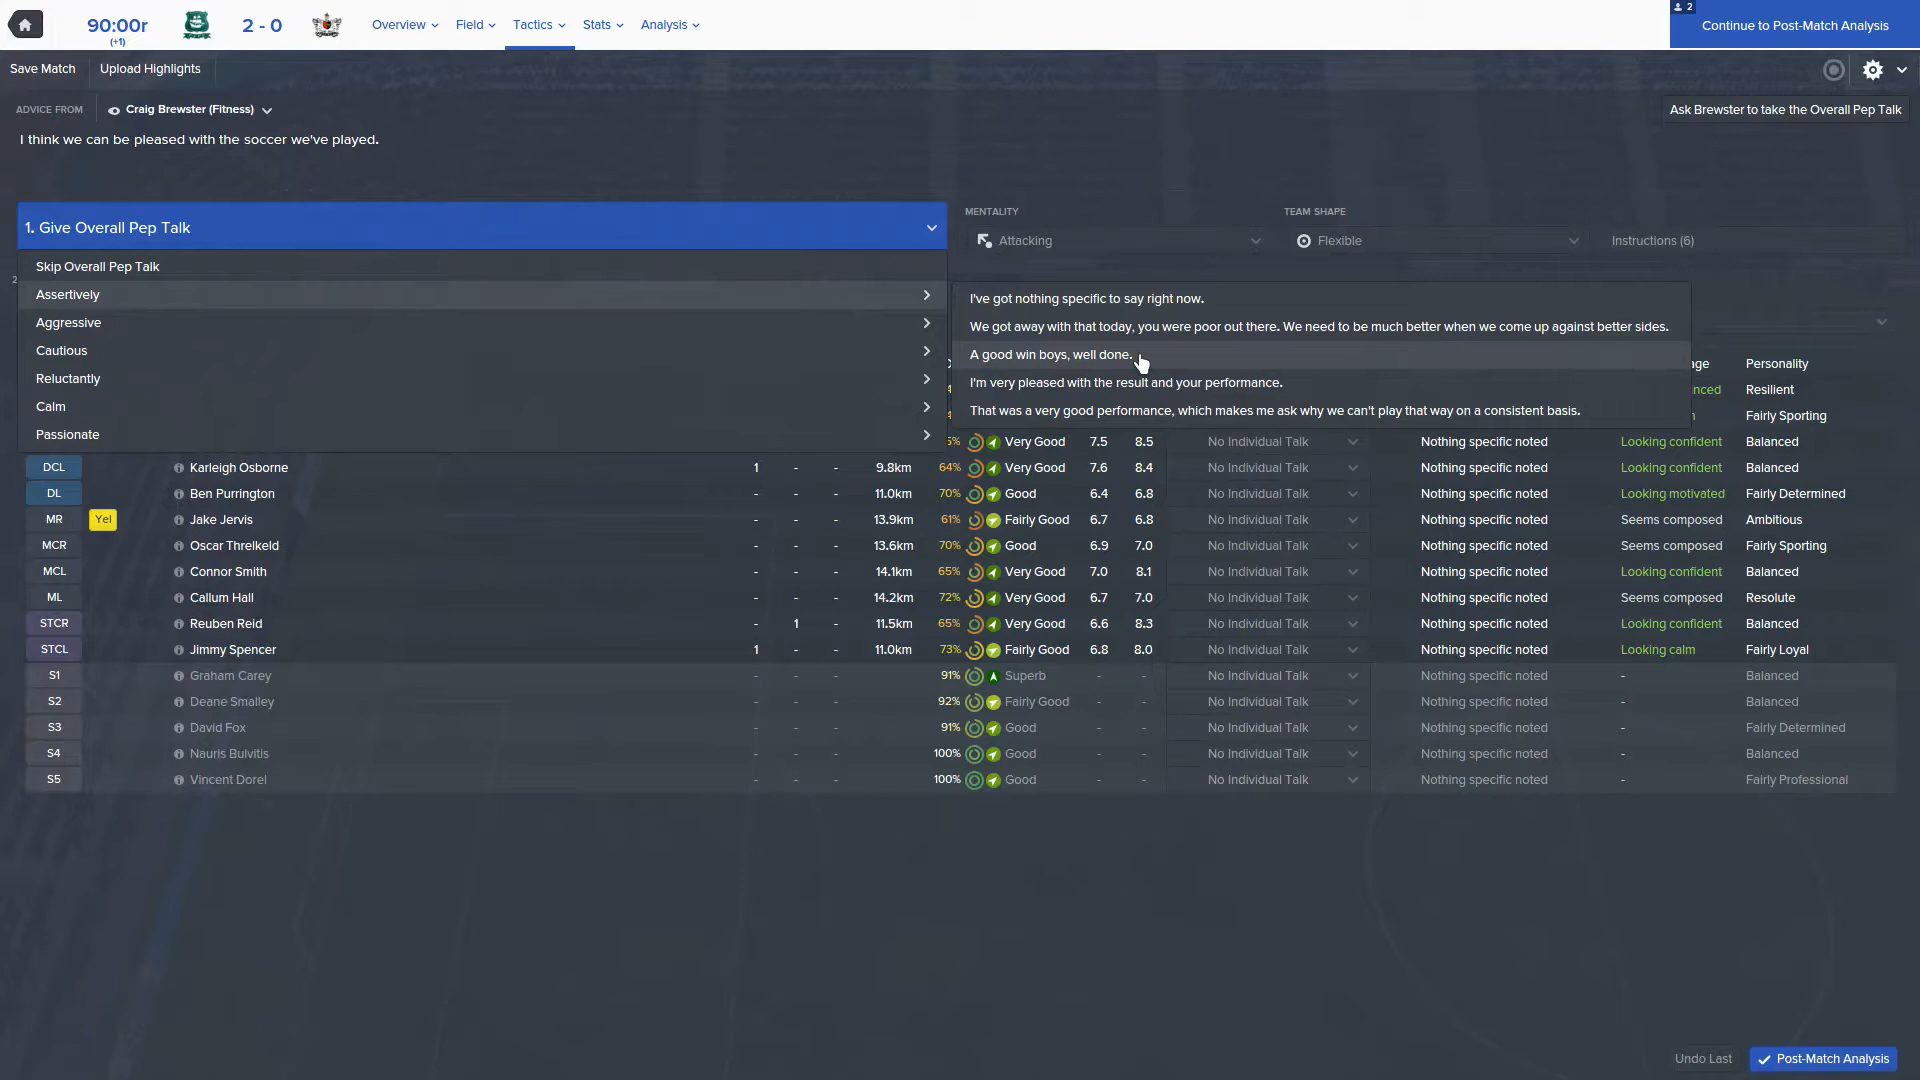 90:00r
(+1)
2 - 0
Overview
Field
Tactics
Stats
Analysis
2
Continue to Post-Match Analysis
Save Match
Upload Highlights
ADVICE FROM
Craig Brewster (Fitness)
Ask Brewster to take the Overall Pep Talk
I think we can be pleased with the soccer we've played.
1. Give Overall Pep Talk
MENTALITY
TEAM SHAPE
Attacking
Flexible
Instructions (6)
Skip Overall Pep Talk
Assertively
Aggressive
Cautious
Reluctantly
Calm
Passionate
I've got nothing specific to say right now.
We got away with that today, you were poor out there. We need to be much better when we come up against better sides.
A good win boys, well done.
I'm very pleased with the result and your performance.
That was a very good performance, which makes me ask why we can't play that way on a consistent basis.
Personality
Resilient
Fairly Sporting
Very Good 7.5 8.5 No Individual Talk Nothing specific noted Looking confident Balanced
DCL Karleigh Osborne 1 - - 9.8km 64% Very Good 7.6 8.4 No Individual Talk Nothing specific noted Looking confident Balanced
DL Ben Purrington - - - 11.0km 70% Good 6.4 6.8 No Individual Talk Nothing specific noted Looking motivated Fairly Determined
MR Yel Jake Jervis - - - 13.9km 61% Fairly Good 6.7 6.8 No Individual Talk Nothing specific noted Seems composed Ambitious
MCR Oscar Threlkeld - - - 13.6km 70% Good 6.9 7.0 No Individual Talk Nothing specific noted Seems composed Fairly Sporting
MCL Connor Smith - - - 14.1km 65% Very Good 7.0 8.1 No Individual Talk Nothing specific noted Looking confident Balanced
ML Callum Hall - - - 14.2km 72% Very Good 6.7 7.0 No Individual Talk Nothing specific noted Seems composed Resolute
STCR Reuben Reid - 1 - 11.5km 65% Very Good 6.6 8.3 No Individual Talk Nothing specific noted Looking confident Balanced
STCL Jimmy Spencer 1 - - 11.0km 73% Fairly Good 6.8 8.0 No Individual Talk Nothing specific noted Looking calm Fairly Loyal
S1 Graham Carey - - - 91% Superb - - No Individual Talk Nothing specific noted - Balanced
S2 Deane Smalley - - - 92% Fairly Good - - No Individual Talk Nothing specific noted - Balanced
S3 David Fox - - - 91% Good - - No Individual Talk Nothing specific noted - Fairly Determined
S4 Nauris Bulvitis - - - 100% Good - - No Individual Talk Nothing specific noted - Balanced
S5 Vincent Dorel - - - 100% Good - - No Individual Talk Nothing specific noted - Fairly Professional
Undo Last
Post-Match Analysis